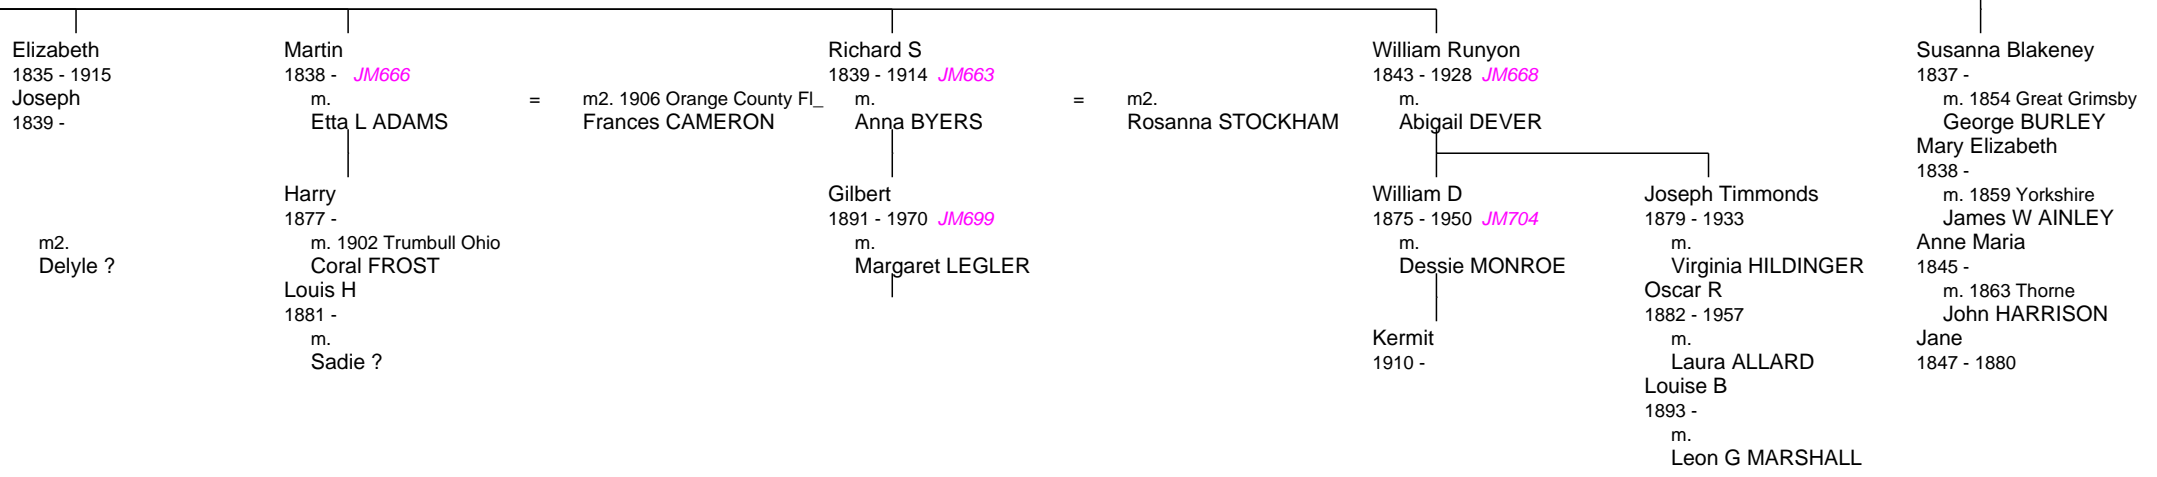 Elizabeth
1835 - 1915
Joseph
1839 -
m2.
Delyle ?
Martin
1838 - JM666
m.
Etta L ADAMS
Harry
1877 -
m. 1902 Trumbull Ohio
Coral FROST
Louis H
1881 -
m.
Sadie ?
=
m2. 1906 Orange County Fl_
Frances CAMERON
Richard S
1839 - 1914 JM663
m.
Anna BYERS
Gilbert
1891 - 1970 JM699
m.
Margaret LEGLER
=
m2.
Rosanna STOCKHAM
William Runyon
1843 - 1928 JM668
m.
Abigail DEVER
William D
1875 - 1950 JM704
m.
Dessie MONROE
Kermit
1910 -
Joseph Timmonds
1879 - 1933
m.
Virginia HILDINGER
Oscar R
1882 - 1957
m.
Laura ALLARD
Louise B
1893 -
m.
Leon G MARSHALL
Susanna Blakeney
1837 -
m. 1854 Great Grimsby
George BURLEY
Mary Elizabeth
1838 -
m. 1859 Yorkshire
James W AINLEY
Anne Maria
1845 -
m. 1863 Thorne
John HARRISON
Jane
1847 - 1880